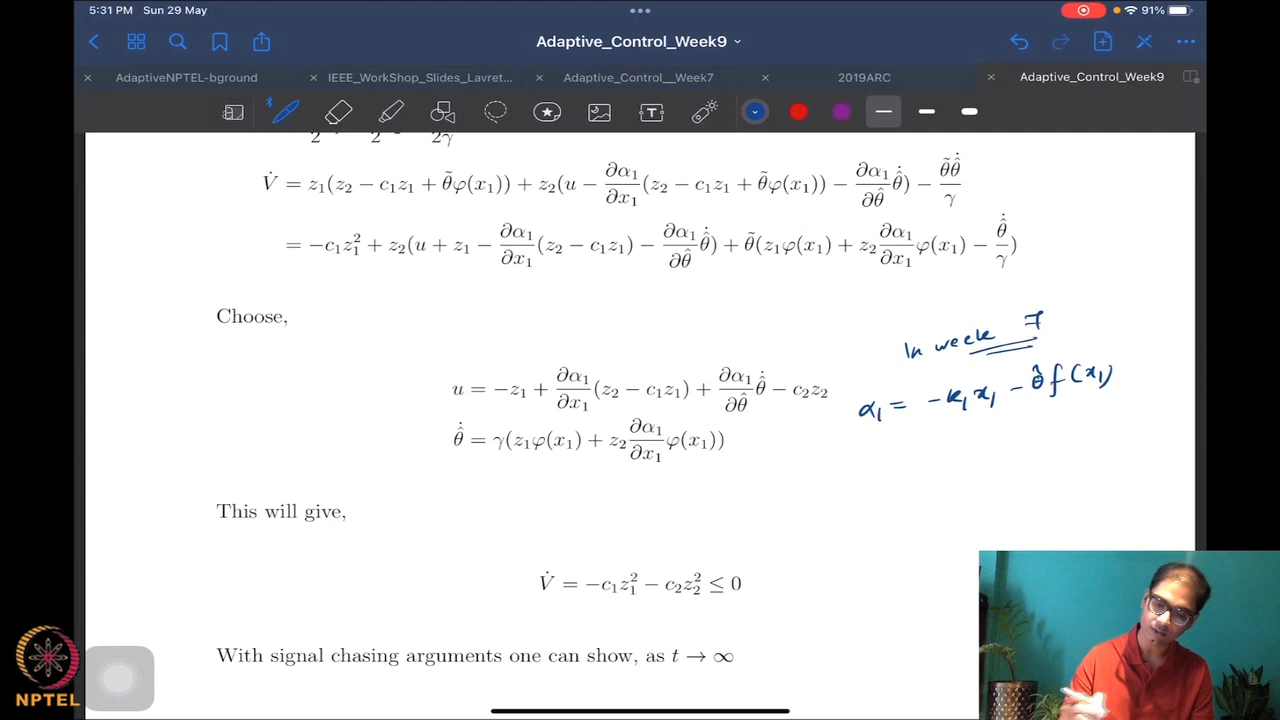 5:31 PM Sun 29 May
91%
Adaptive_Control_Week9
AdaptiveNPTEL-bground
IEEE_WorkShop_Slides_Lavret...
Adaptive_Control__Week7
2019ARC
Adaptive_Control_Week9
2 2 2γ
V̇ = z₁(z₂ − c₁z₁ + θ̃φ(x₁)) + z₂(u − ∂α₁/∂x₁ (z₂ − c₁z₁ + θ̃φ(x₁)) − ∂α₁/∂θ̂ θ̂̇) − θ̃θ̂̇/γ
= −c₁z₁² + z₂(u + z₁ − ∂α₁/∂x₁ (z₂ − c₁z₁) − ∂α₁/∂θ̂ θ̂̇) + θ̃(z₁φ(x₁) + z₂ ∂α₁/∂x₁ φ(x₁) − θ̂̇/γ)
Choose,
In week 7
α₁ = −k₁x₁ − θ̂f(x₁)
u = −z₁ + ∂α₁/∂x₁ (z₂ − c₁z₁) + ∂α₁/∂θ̂ θ̂̇ − c₂z₂
θ̂̇ = γ(z₁φ(x₁) + z₂ ∂α₁/∂x₁ φ(x₁))
This will give,
V̇ = −c₁z₁² − c₂z₂² ≤ 0
With signal chasing arguments one can show, as t → ∞
NPTEL